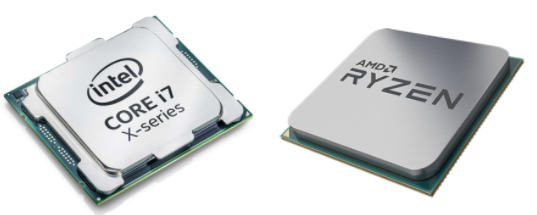 intel
CORE i7
X-series
AMD
RYZEN